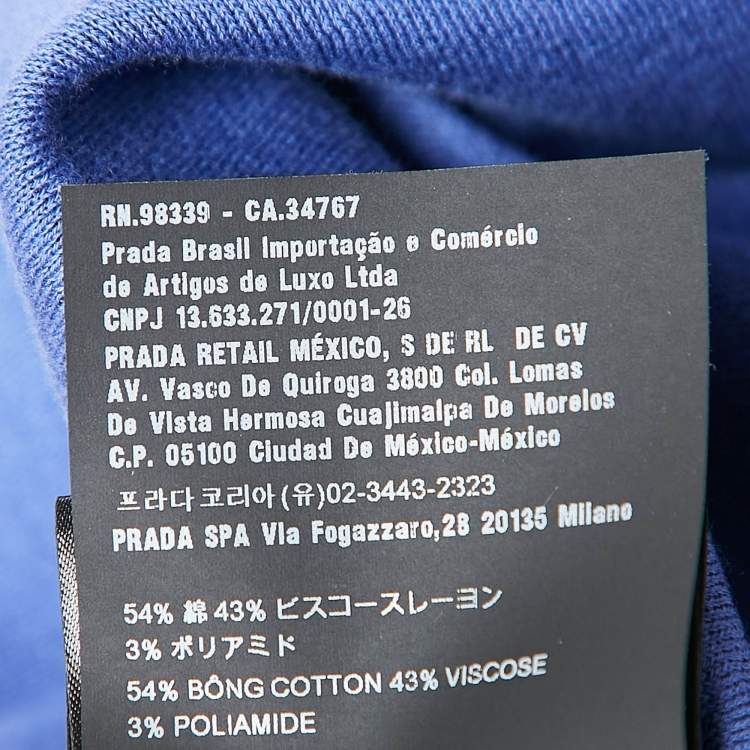 RN.98339 - CA.34767
Prada Brasil Importação e Comércio
de Artigos de Luxo Ltda
CNPJ 13.633.271/0001-26
PRADA RETAIL MÉXICO, S DE RL DE CV
AV. Vasco De Quiroga 3800 Col. Lomas
De Vista Hermosa Cuajimalpa De Morelos
C.P. 05100 Ciudad De México-México
프라다코리아(유)02-3443-2323
PRADA SPA Via Fogazzaro,28 20135 Milano
54% 綿 43% ビスコースレーヨン
3% ポリアミド
54% BÔNG COTTON 43% VISCOSE
3% POLIAMIDE